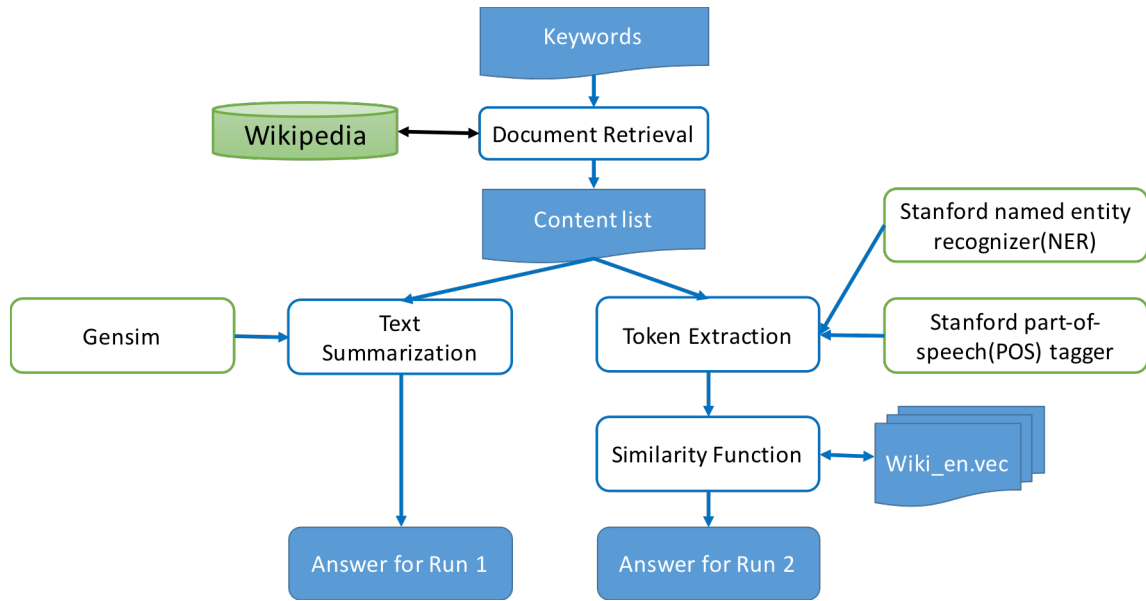 Keywords
Wikipedia
Document Retrieval
Content list
Stanford named entity
recognizer(NER)
Gensim
Text
Summarization
Token Extraction
Stanford part-of-
speech(POS) tagger
Similarity Function
Wiki_en.vec
Answer for Run 1
Answer for Run 2